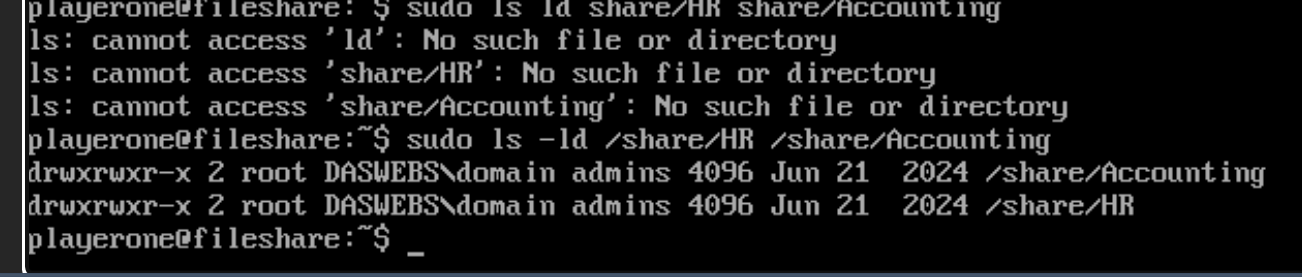 playerone@fileshare: $ sudo ls ld share/HR share/Accounting
ls: cannot access 'ld': No such file or directory
ls: cannot access 'share/HR': No such file or directory
ls: cannot access 'share/Accounting': No such file or directory
playerone@fileshare:~$ sudo ls -ld /share/HR /share/Accounting
drwxrwxr-x 2 root DASWEBS\domain admins 4096 Jun 21  2024 /share/Accounting
drwxrwxr-x 2 root DASWEBS\domain admins 4096 Jun 21  2024 /share/HR
playerone@fileshare:~$ _